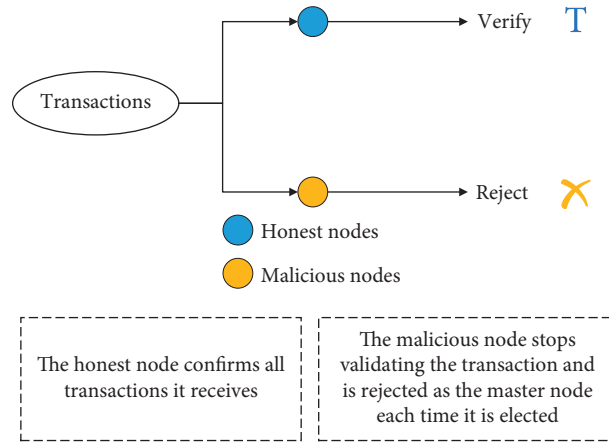 Verify T
Transactions
Reject
Honest nodes
Malicious nodes
The honest node confirms all
transactions it receives
The malicious node stops
validating the transaction and
is rejected as the master node
each time it is elected